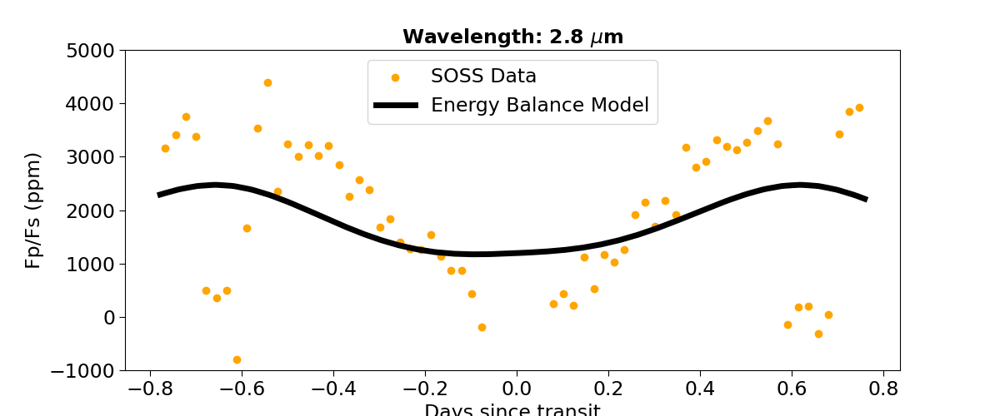 Wavelength: 2.8 μm
SOSS Data
Energy Balance Model
Fp/Fs (ppm)
5000
4000
3000
2000
1000
0
−1000
−0.8 −0.6 −0.4 −0.2 0.0 0.2 0.4 0.6 0.8
Days since transit